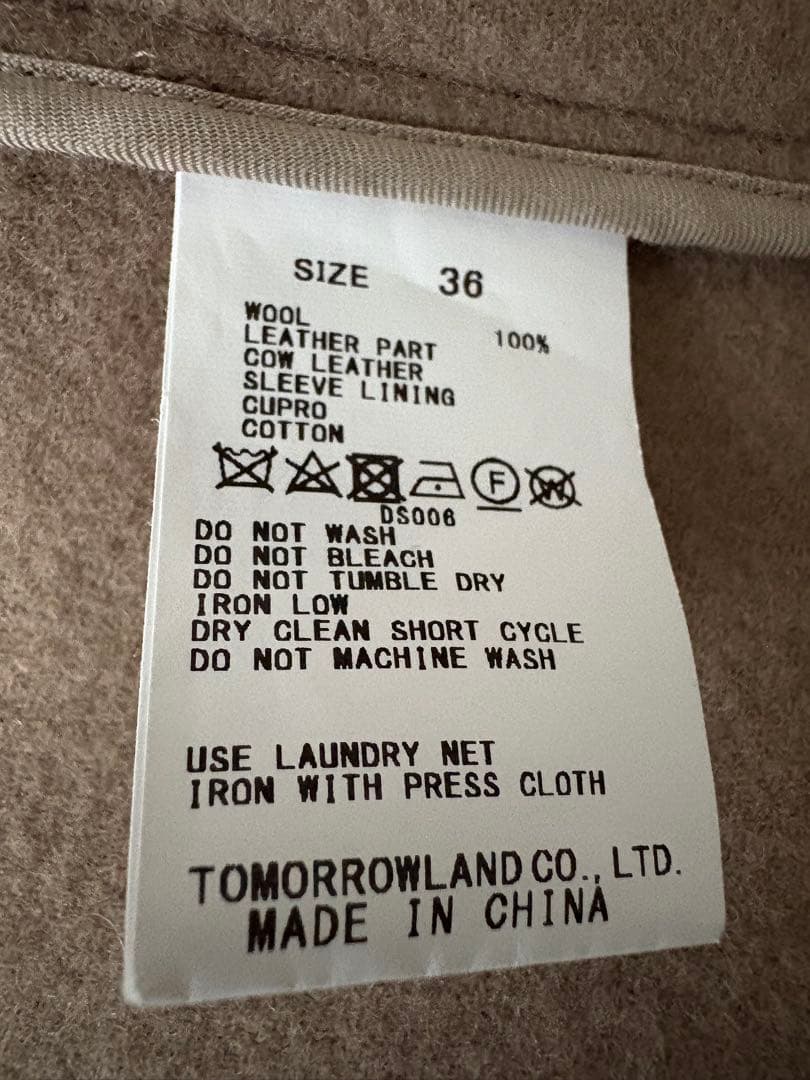 SIZE 36
WOOL
LEATHER PART 100%
COW LEATHER
SLEEVE LINING
CUPRO
COTTON
F W
DS006
DO NOT WASH
DO NOT BLEACH
DO NOT TUMBLE DRY
IRON LOW
DRY CLEAN SHORT CYCLE
DO NOT MACHINE WASH
USE LAUNDRY NET
IRON WITH PRESS CLOTH
TOMORROWLAND CO., LTD.
MADE IN CHINA